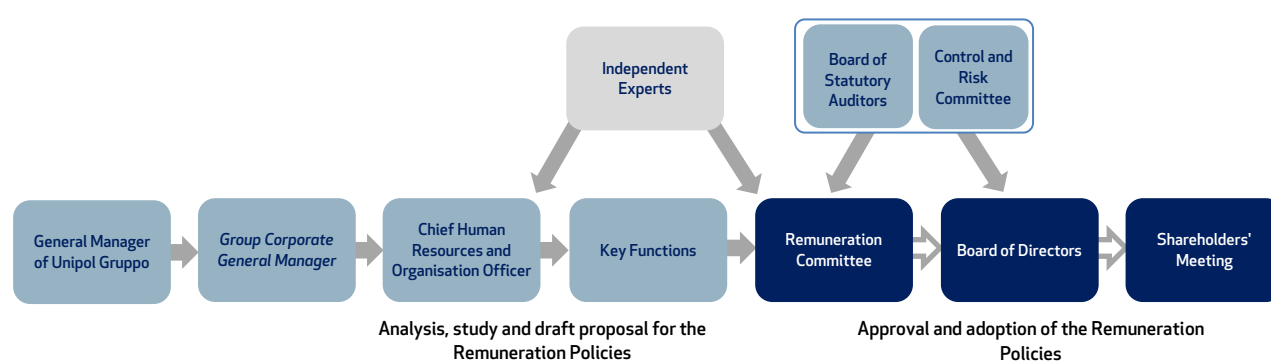 Independent
Experts
Board of
Statutory
Auditors
Control and
Risk
Committee
General Manager
of Unipol Gruppo
Group Corporate
General Manager
Chief Human
Resources and
Organisation Officer
Key Functions
Remuneration
Committee
Board of Directors
Shareholders'
Meeting
Analysis, study and draft proposal for the
Remuneration Policies
Approval and adoption of the Remuneration
Policies